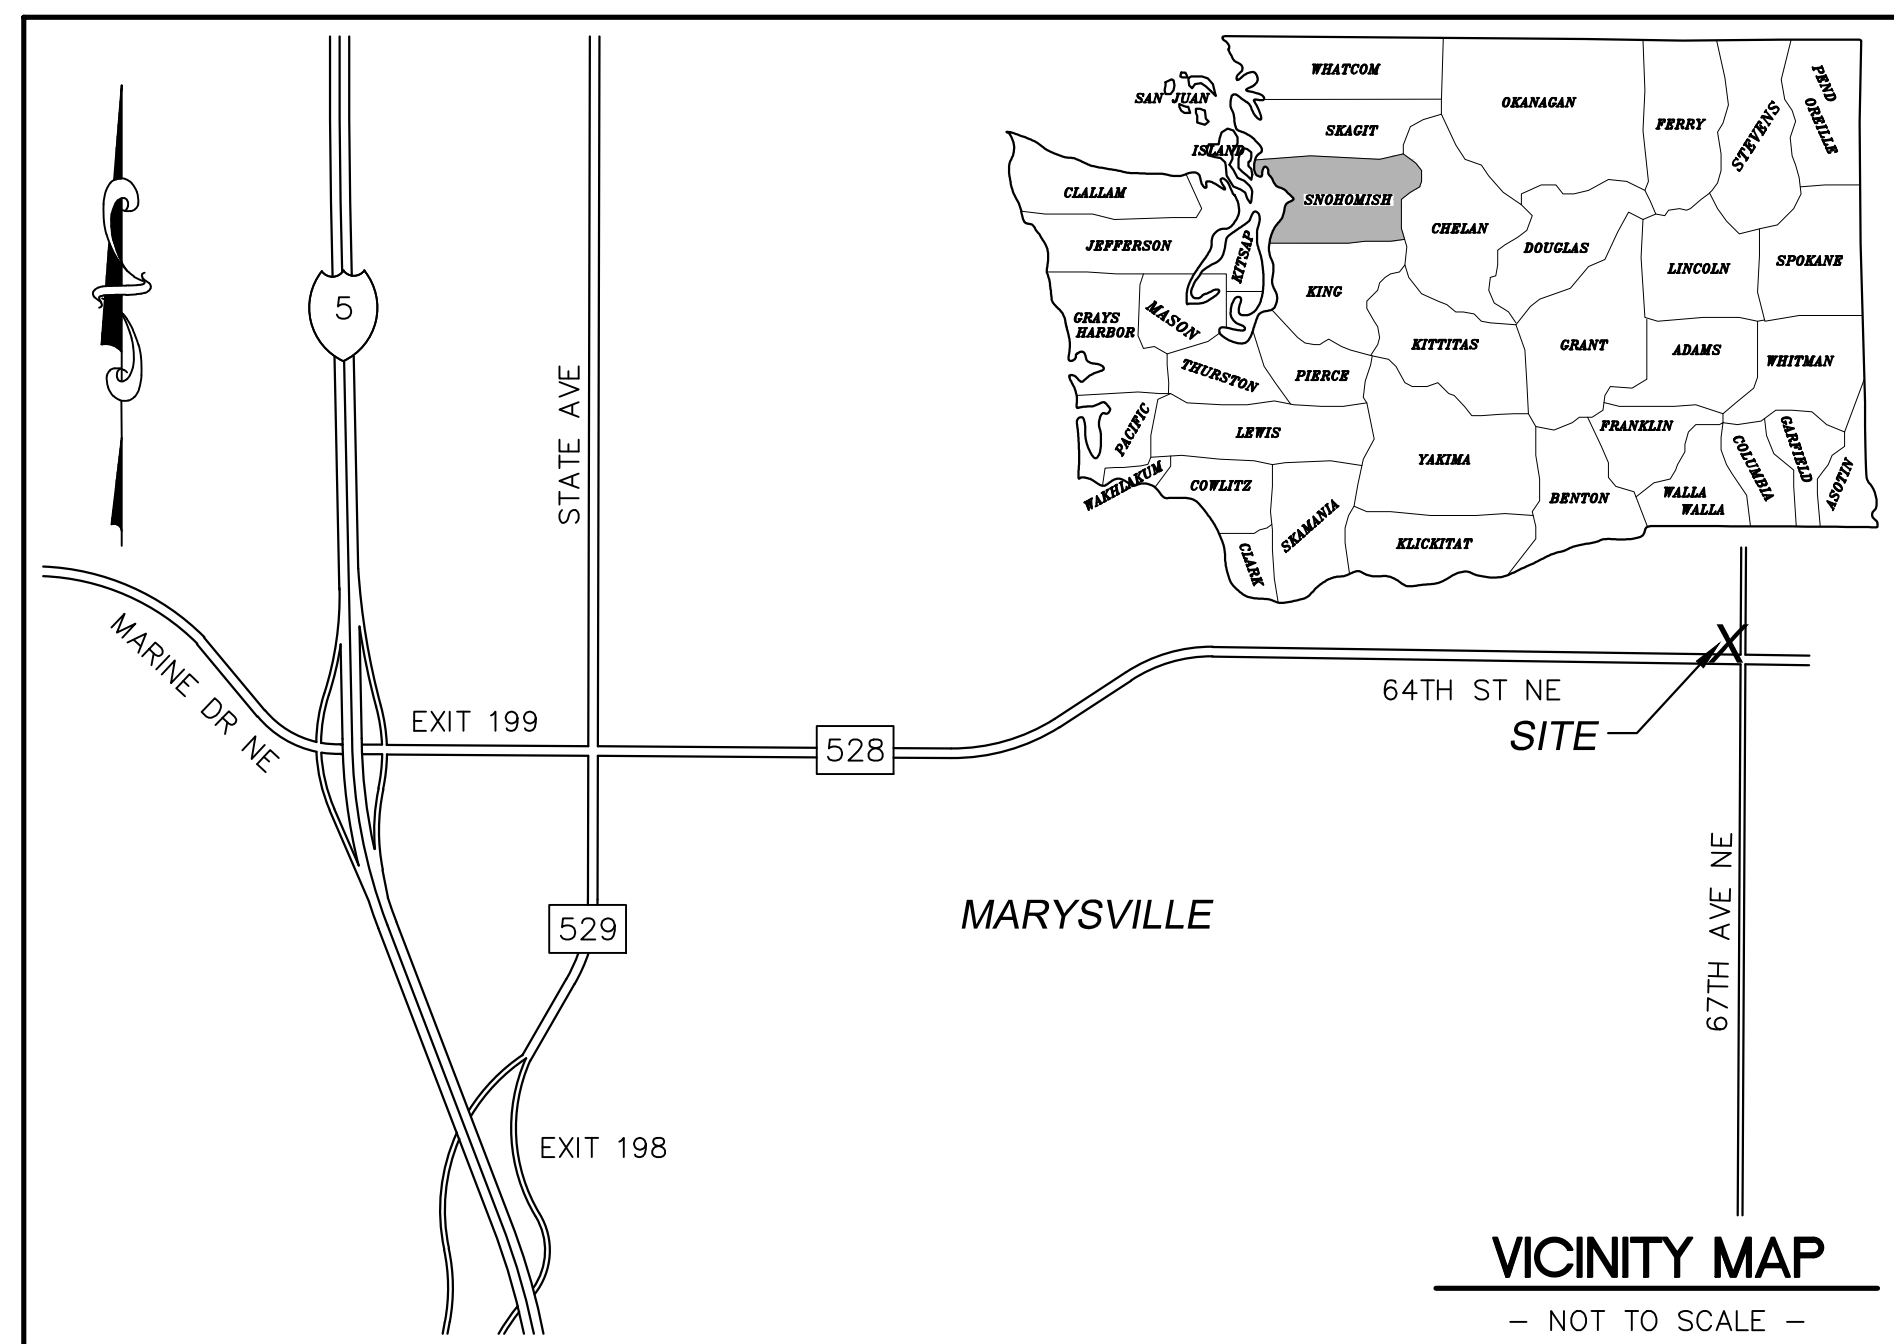 WHATCOM
SAN JUAN
SKAGIT
ISLAND
OKANAGAN
FERRY
STEVENS
PEND
OREILLE
CLALLAM
SNOHOMISH
CHELAN
JEFFERSON
KITSAP
DOUGLAS
LINCOLN
SPOKANE
KING
GRAYS
HARBOR
MASON
KITTITAS
GRANT
ADAMS
WHITMAN
THURSTON
PIERCE
PACIFIC
LEWIS
YAKIMA
FRANKLIN
COLUMBIA
GARFIELD
ASOTIN
WAKHIAKUM
COWLITZ
SKAMANIA
BENTON
WALLA
WALLA
CLARK
KLICKITAT
5
STATE AVE
MARINE DR NE
EXIT 199
528
64TH ST NE
SITE
529
MARYSVILLE
67TH AVE NE
EXIT 198
VICINITY MAP
- NOT TO SCALE -